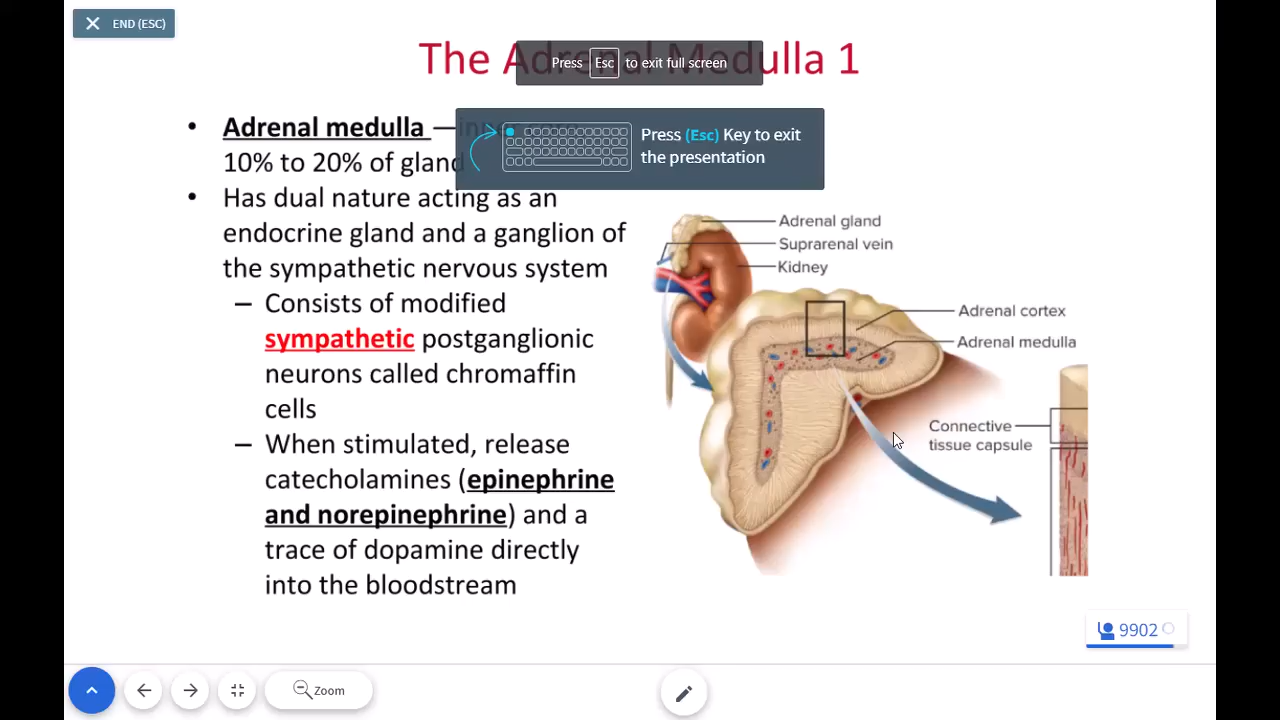 END (ESC)
The Adrenal Medulla 1
Press Esc to exit full screen
Press (Esc) Key to exit
the presentation
• Adrenal medulla —inner core,
10% to 20% of gland
• Has dual nature acting as an
endocrine gland and a ganglion of
the sympathetic nervous system
– Consists of modified
sympathetic postganglionic
neurons called chromaffin
cells
– When stimulated, release
catecholamines (epinephrine
and norepinephrine) and a
trace of dopamine directly
into the bloodstream
Adrenal gland
Suprarenal vein
Kidney
Adrenal cortex
Adrenal medulla
Connective
tissue capsule
9902
Zoom